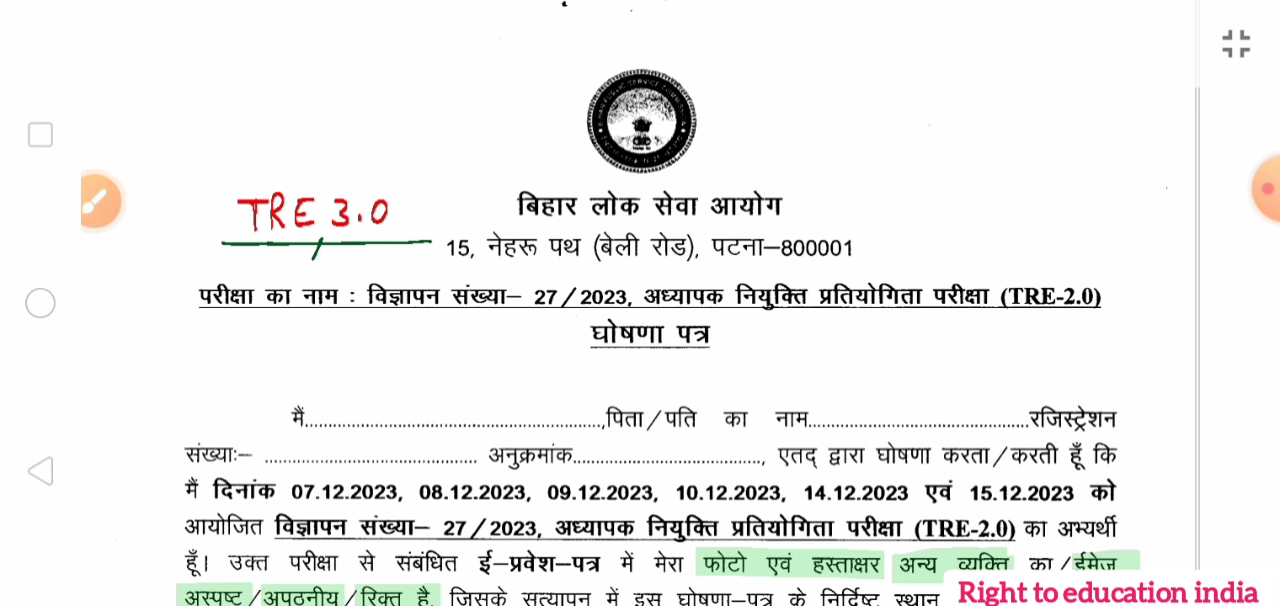 TRE 3.0
बिहार लोक सेवा आयोग
15, नेहरू पथ (बेली रोड), पटना–800001
परीक्षा का नाम : विज्ञापन संख्या– 27/2023, अध्यापक नियुक्ति प्रतियोगिता परीक्षा (TRE-2.0)
घोषणा पत्र
मैं..........................................................,पिता/पति का नाम...........................................रजिस्ट्रेशन
संख्याः– ......................................... अनुक्रमांक....................................., एतद् द्वारा घोषणा करता/करती हूँ कि
मैं दिनांक 07.12.2023, 08.12.2023, 09.12.2023, 10.12.2023, 14.12.2023 एवं 15.12.2023 को
आयोजित विज्ञापन संख्या– 27/2023, अध्यापक नियुक्ति प्रतियोगिता परीक्षा (TRE-2.0) का अभ्यर्थी
हूँ। उक्त परीक्षा से संबंधित ई–प्रवेश–पत्र में मेरा फोटो एवं हस्ताक्षर अन्य व्यक्ति का/ईमेज
अस्पष्ट/अपठनीय/रिक्त है, जिसके सत्यापन में इस घोषणा–पत्र के निर्दिष्ट स्थान
Right to education india